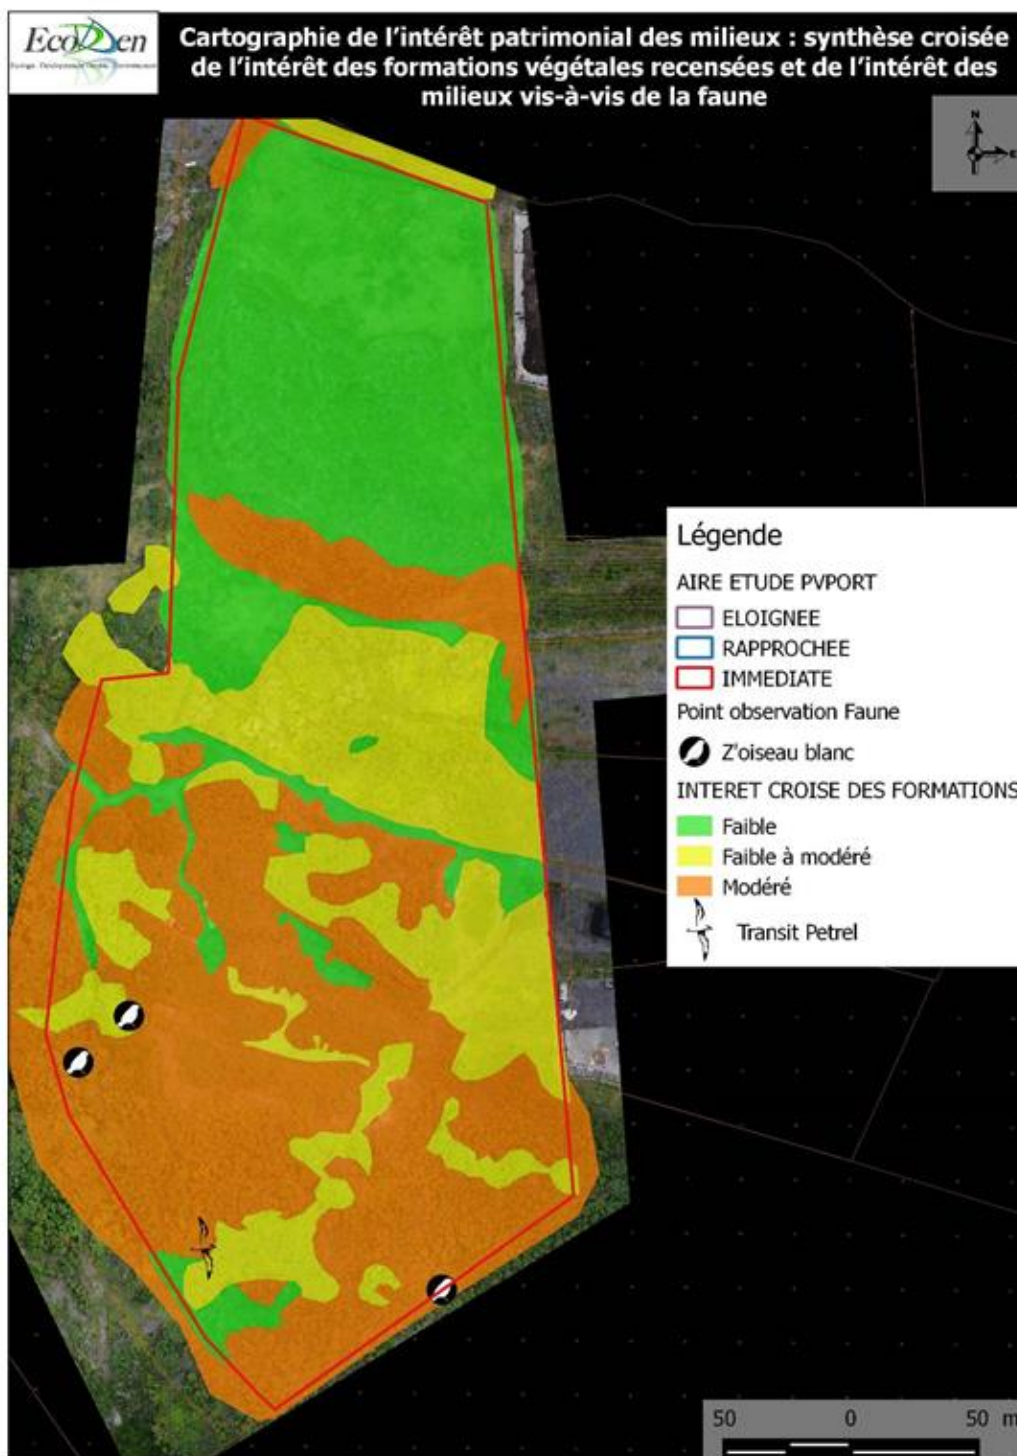 EcoDen
Cartographie de l'intérêt patrimonial des milieux : synthèse croisée
de l'intérêt des formations végétales recensées et de l'intérêt des
milieux vis-à-vis de la faune
N
E
Légende
AIRE ETUDE PVPORT
ELOIGNEE
RAPPROCHEE
IMMEDIATE
Point observation Faune
Z'oiseau blanc
INTERET CROISE DES FORMATIONS
Faible
Faible à modéré
Modéré
Transit Petrel
50 0 50 m